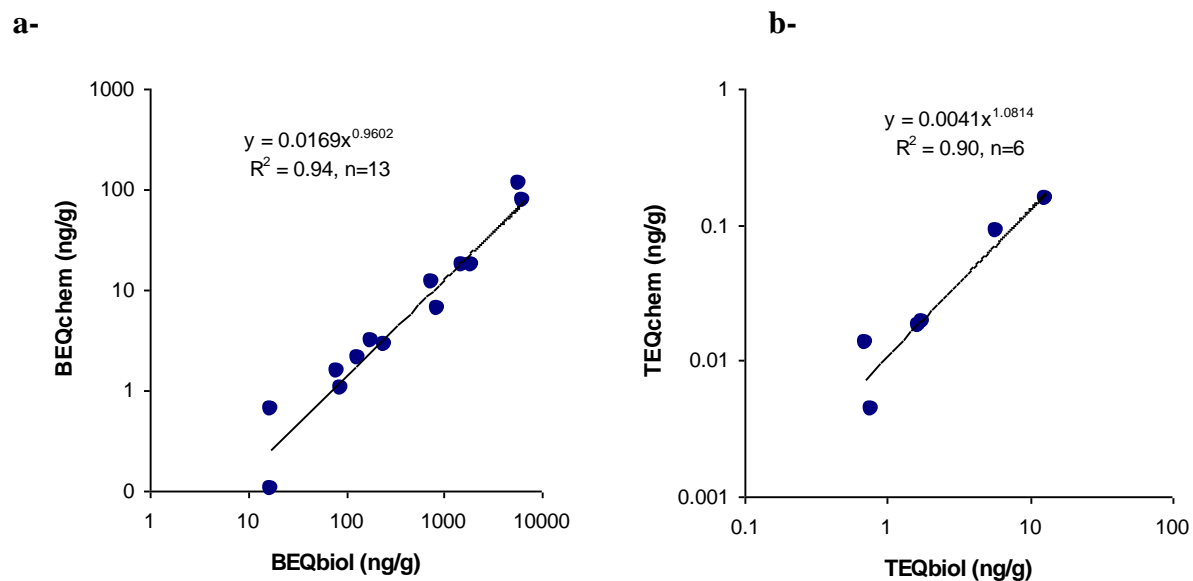 a-
1000
100
10
1
0
1
10
100
1000
10000
BEQchem (ng/g)
BEQbiol (ng/g)
y = 0.0169x^0.9602
R² = 0.94, n=13
b-
1
0.1
0.01
0.001
0.1
1
10
100
TEQchem (ng/g)
TEQbiol (ng/g)
y = 0.0041x^1.0814
R² = 0.90, n=6